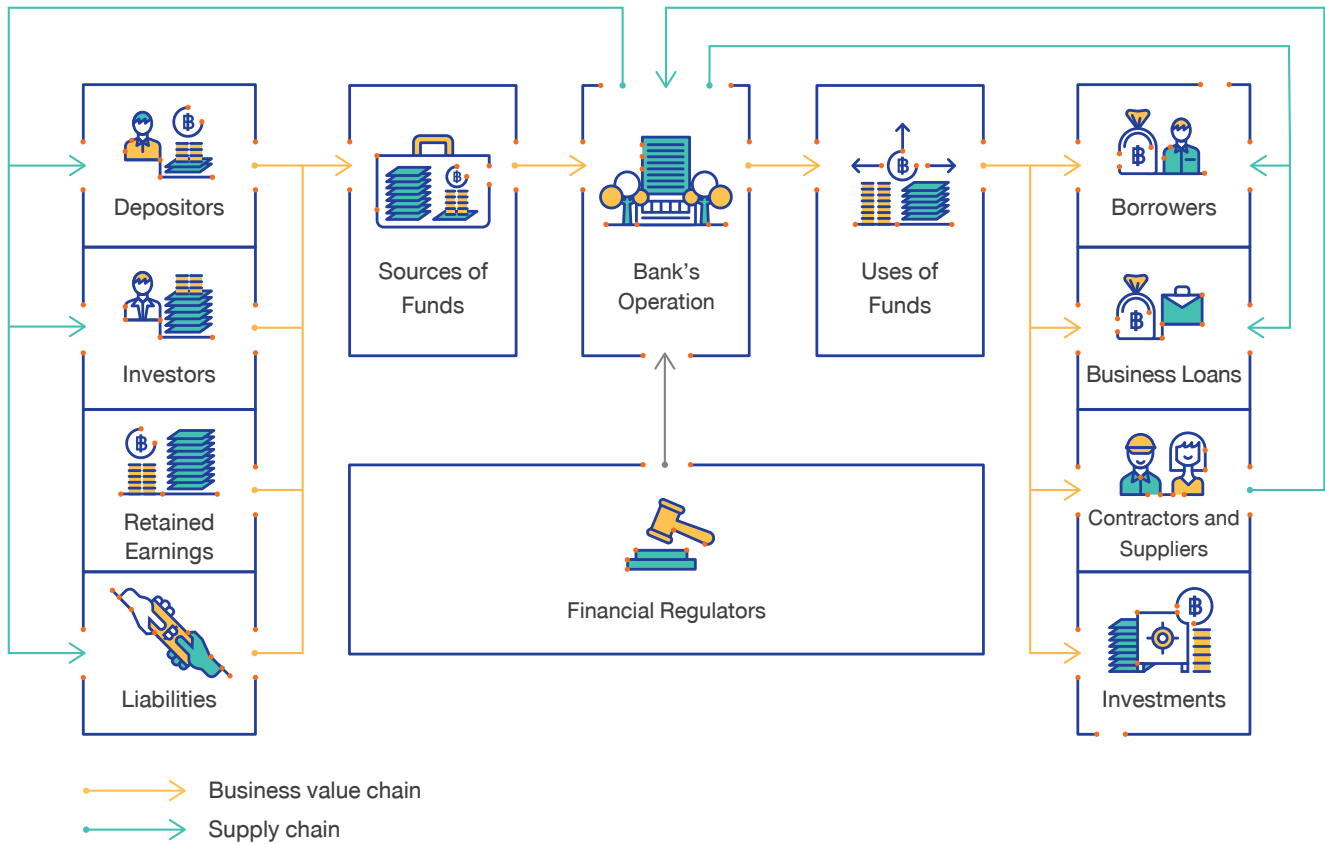 Depositors
Investors
Retained
Earnings
Liabilities
Sources of
Funds
Bank's
Operation
Uses of
Funds
Borrowers
Business Loans
Contractors and
Suppliers
Investments
Financial Regulators
Business value chain
Supply chain